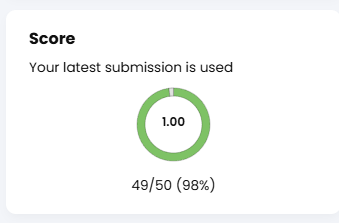 Score
Your latest submission is used
1.00
49/50 (98%)